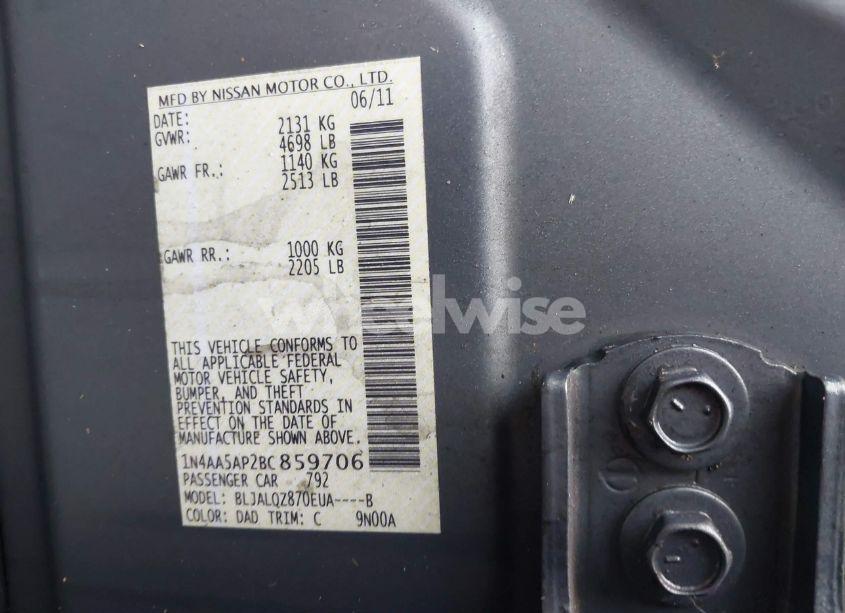 MFD BY NISSAN MOTOR CO., LTD.
DATE: 06/11
GVWR: 2131 KG
4698 LB
GAWR FR.: 1140 KG
2513 LB
GAWR RR.: 1000 KG
2205 LB
THIS VEHICLE CONFORMS TO
ALL APPLICABLE FEDERAL
MOTOR VEHICLE SAFETY,
BUMPER, AND THEFT
PREVENTION STANDARDS IN
EFFECT ON THE DATE OF
MANUFACTURE SHOWN ABOVE.
1N4AA5AP2BC859706
PASSENGER CAR 792
MODEL: BLJALQZ870EUA----B
COLOR: DAD TRIM: C 9N00A
wheelwise